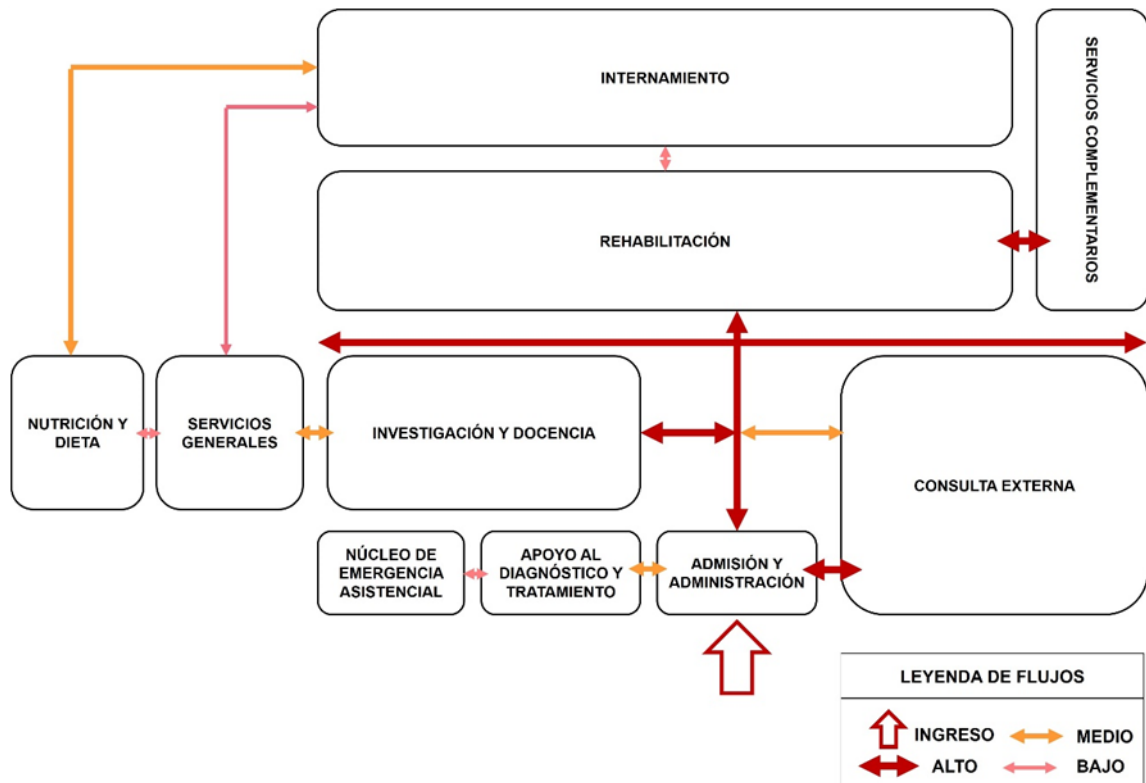 INTERNAMIENTO
SERVICIOS COMPLEMENTARIOS
REHABILITACIÓN
NUTRICIÓN Y
DIETA
SERVICIOS
GENERALES
INVESTIGACIÓN Y DOCENCIA
CONSULTA EXTERNA
NÚCLEO DE
EMERGENCIA
ASISTENCIAL
APOYO AL
DIAGNÓSTICO Y
TRATAMIENTO
ADMISIÓN Y
ADMINISTRACIÓN
LEYENDA DE FLUJOS
INGRESO
MEDIO
ALTO
BAJO